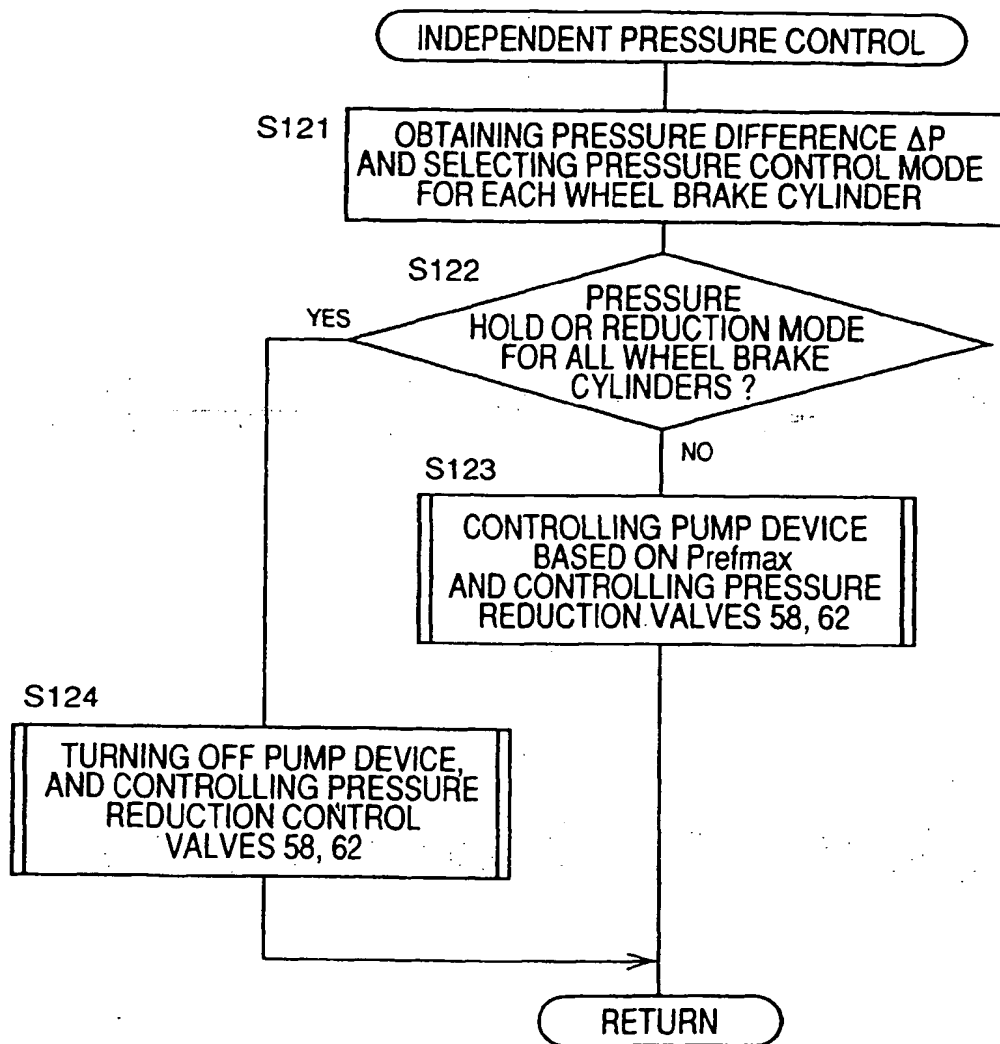 INDEPENDENT PRESSURE CONTROL
S121
OBTAINING PRESSURE DIFFERENCE ΔP
AND SELECTING PRESSURE CONTROL MODE
FOR EACH WHEEL BRAKE CYLINDER
S122
PRESSURE
HOLD OR REDUCTION MODE
FOR ALL WHEEL BRAKE
CYLINDERS ?
YES
NO
S123
CONTROLLING PUMP DEVICE
BASED ON Prefmax
AND CONTROLLING PRESSURE
REDUCTION VALVES 58, 62
S124
TURNING OFF PUMP DEVICE,
AND CONTROLLING PRESSURE
REDUCTION CONTROL
VALVES 58, 62
RETURN